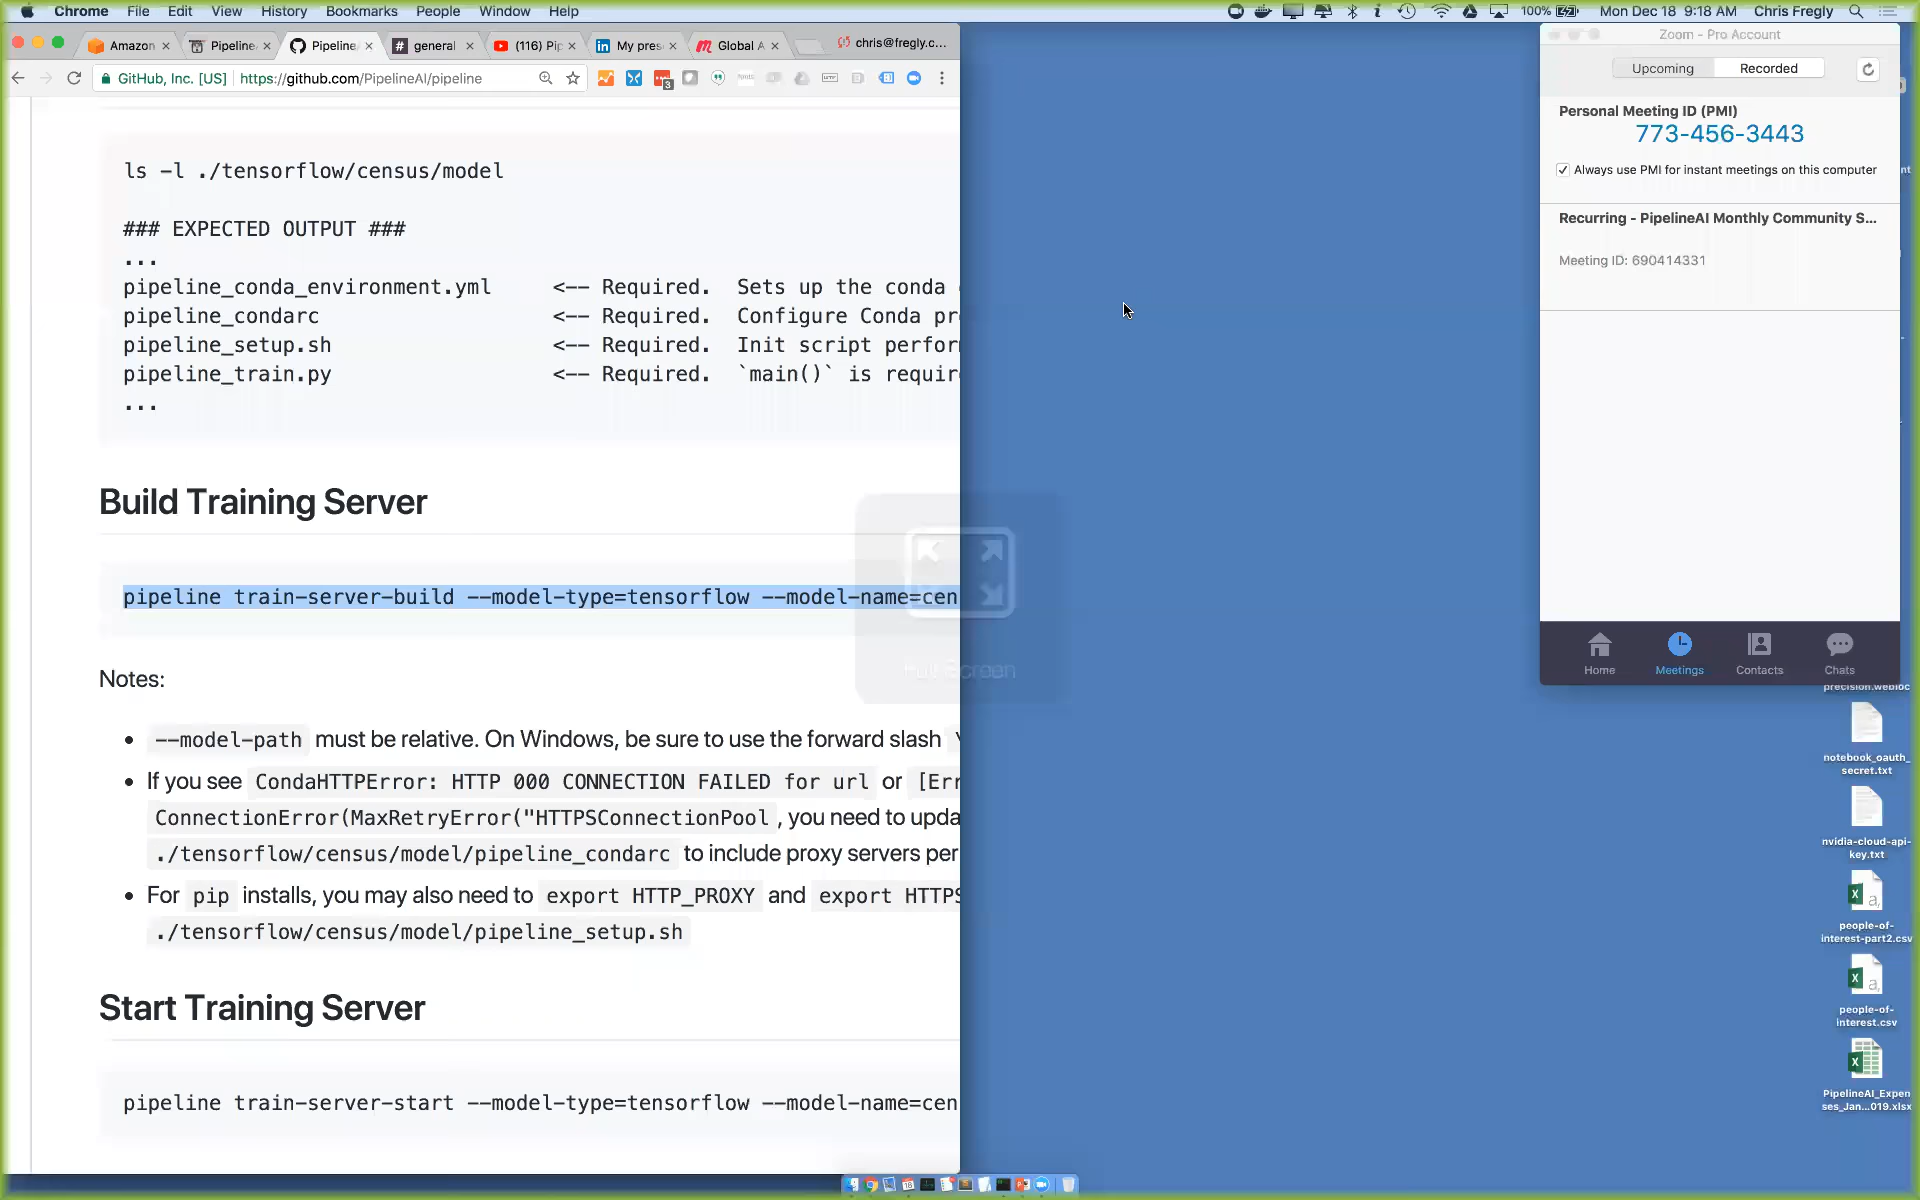 Chrome File Edit View History Bookmarks People Window Help
100% Mon Dec 18 9:18 AM Chris Fregly
Amazon
Pipeline
Pipeline
general
(116) Pip
My pres
Global A
chris@fregly.c...
GitHub, Inc. [US] https://github.com/PipelineAI/pipeline
3
ls -l ./tensorflow/census/model
### EXPECTED OUTPUT ###
...
pipeline_conda_environment.yml <-- Required. Sets up the conda
pipeline_condarc <-- Required. Configure Conda pr
pipeline_setup.sh <-- Required. Init script perfor
pipeline_train.py <-- Required. `main()` is requir
...
Build Training Server
pipeline train-server-build --model-type=tensorflow --model-name=cen
Full Screen
Notes:
--model-path must be relative. On Windows, be sure to use the forward slash
If you see CondaHTTPError: HTTP 000 CONNECTION FAILED for url or [Err
ConnectionError(MaxRetryError("HTTPSConnectionPool , you need to upda
./tensorflow/census/model/pipeline_condarc to include proxy servers per
For pip installs, you may also need to export HTTP_PROXY and export HTTPS
./tensorflow/census/model/pipeline_setup.sh
Start Training Server
pipeline train-server-start --model-type=tensorflow --model-name=cen
Zoom - Pro Account
Upcoming Recorded
Personal Meeting ID (PMI)
773-456-3443
Always use PMI for instant meetings on this computer
Recurring - PipelineAI Monthly Community S...
Meeting ID: 690414331
Home Meetings Contacts Chats
precision.webloc
notebook_oauth_
secret.txt
nvidia-cloud-api-
key.txt
people-of-
interest-part2.csv
people-of-
interest.csv
PipelineAI_Expen
ses_Jan...019.xlsx